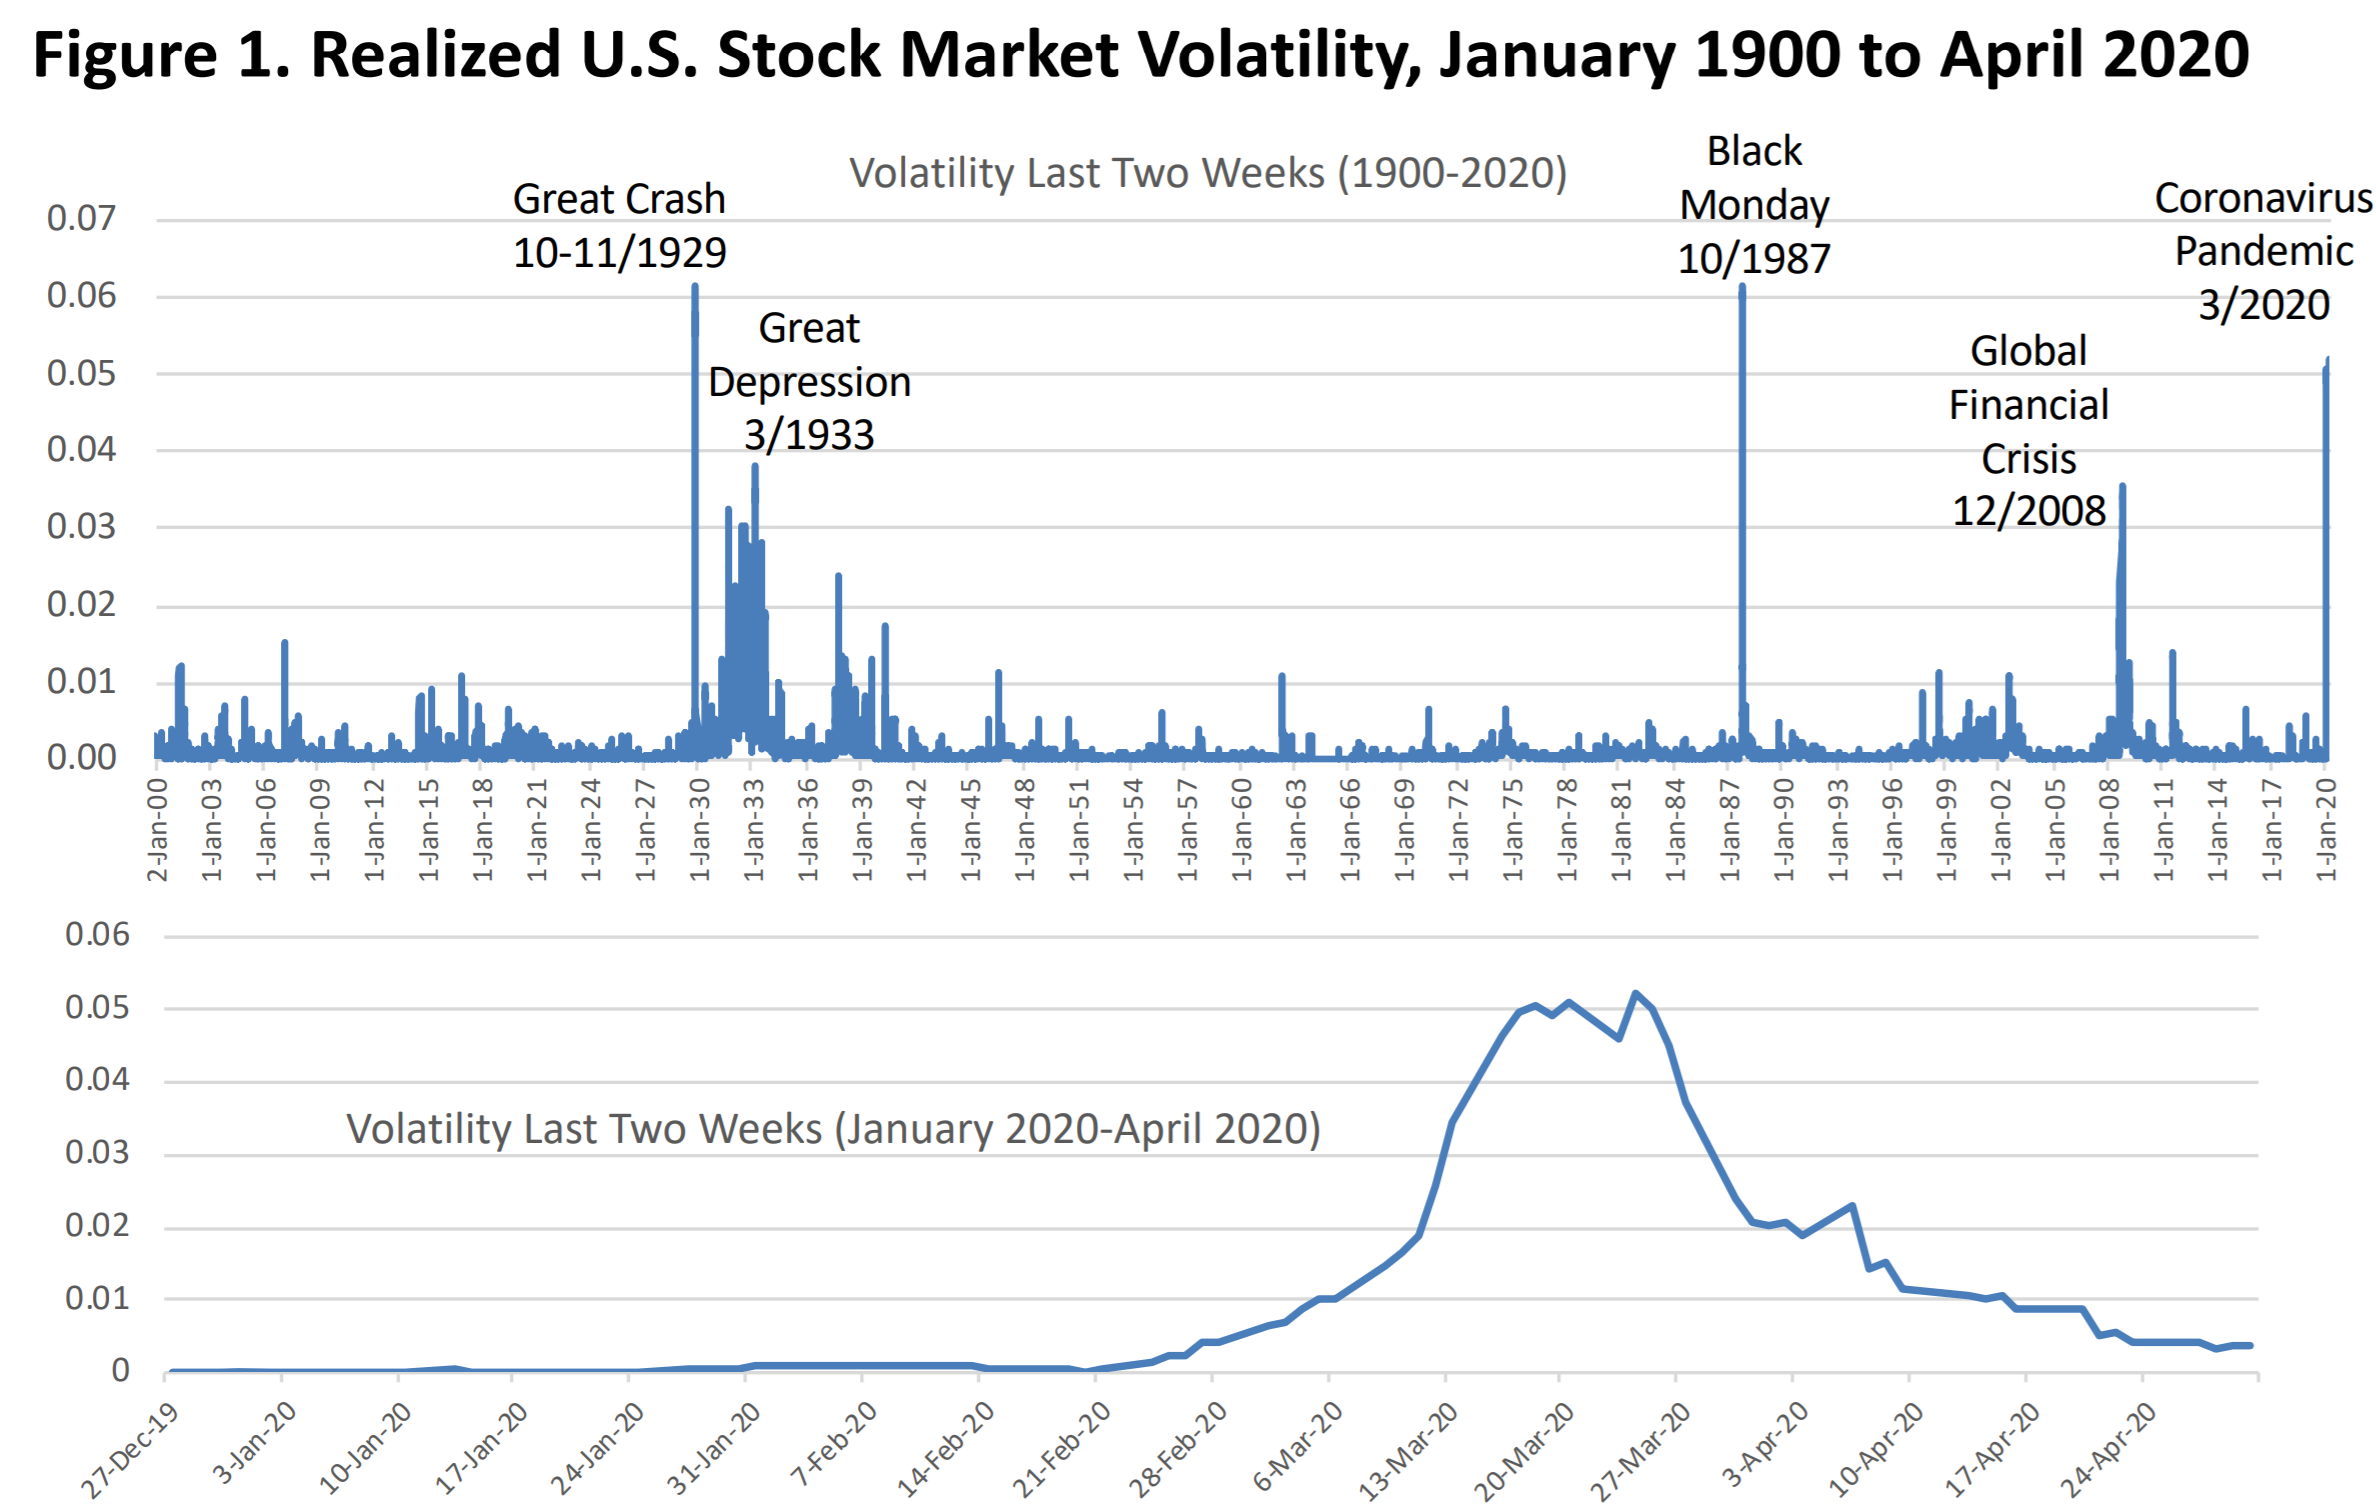 Figure 1. Realized U.S. Stock Market Volatility, January 1900 to April 2020
Volatility Last Two Weeks (1900-2020)
Great Crash
10-11/1929
Great
Depression
3/1933
Black
Monday
10/1987
Global
Financial
Crisis
12/2008
Coronavirus
Pandemic
3/2020
0.07
0.06
0.05
0.04
0.03
0.02
0.01
0.00
2-Jan-00
1-Jan-03
1-Jan-06
1-Jan-09
1-Jan-12
1-Jan-15
1-Jan-18
1-Jan-21
1-Jan-24
1-Jan-27
1-Jan-30
1-Jan-33
1-Jan-36
1-Jan-39
1-Jan-42
1-Jan-45
1-Jan-48
1-Jan-51
1-Jan-54
1-Jan-57
1-Jan-60
1-Jan-63
1-Jan-66
1-Jan-69
1-Jan-72
1-Jan-75
1-Jan-78
1-Jan-81
1-Jan-84
1-Jan-87
1-Jan-90
1-Jan-93
1-Jan-96
1-Jan-99
1-Jan-02
1-Jan-05
1-Jan-08
1-Jan-11
1-Jan-14
1-Jan-17
1-Jan-20
0.06
0.05
0.04
0.03
0.02
0.01
0
Volatility Last Two Weeks (January 2020-April 2020)
27-Dec-19
3-Jan-20
10-Jan-20
17-Jan-20
24-Jan-20
31-Jan-20
7-Feb-20
14-Feb-20
21-Feb-20
28-Feb-20
6-Mar-20
13-Mar-20
20-Mar-20
27-Mar-20
3-Apr-20
10-Apr-20
17-Apr-20
24-Apr-20